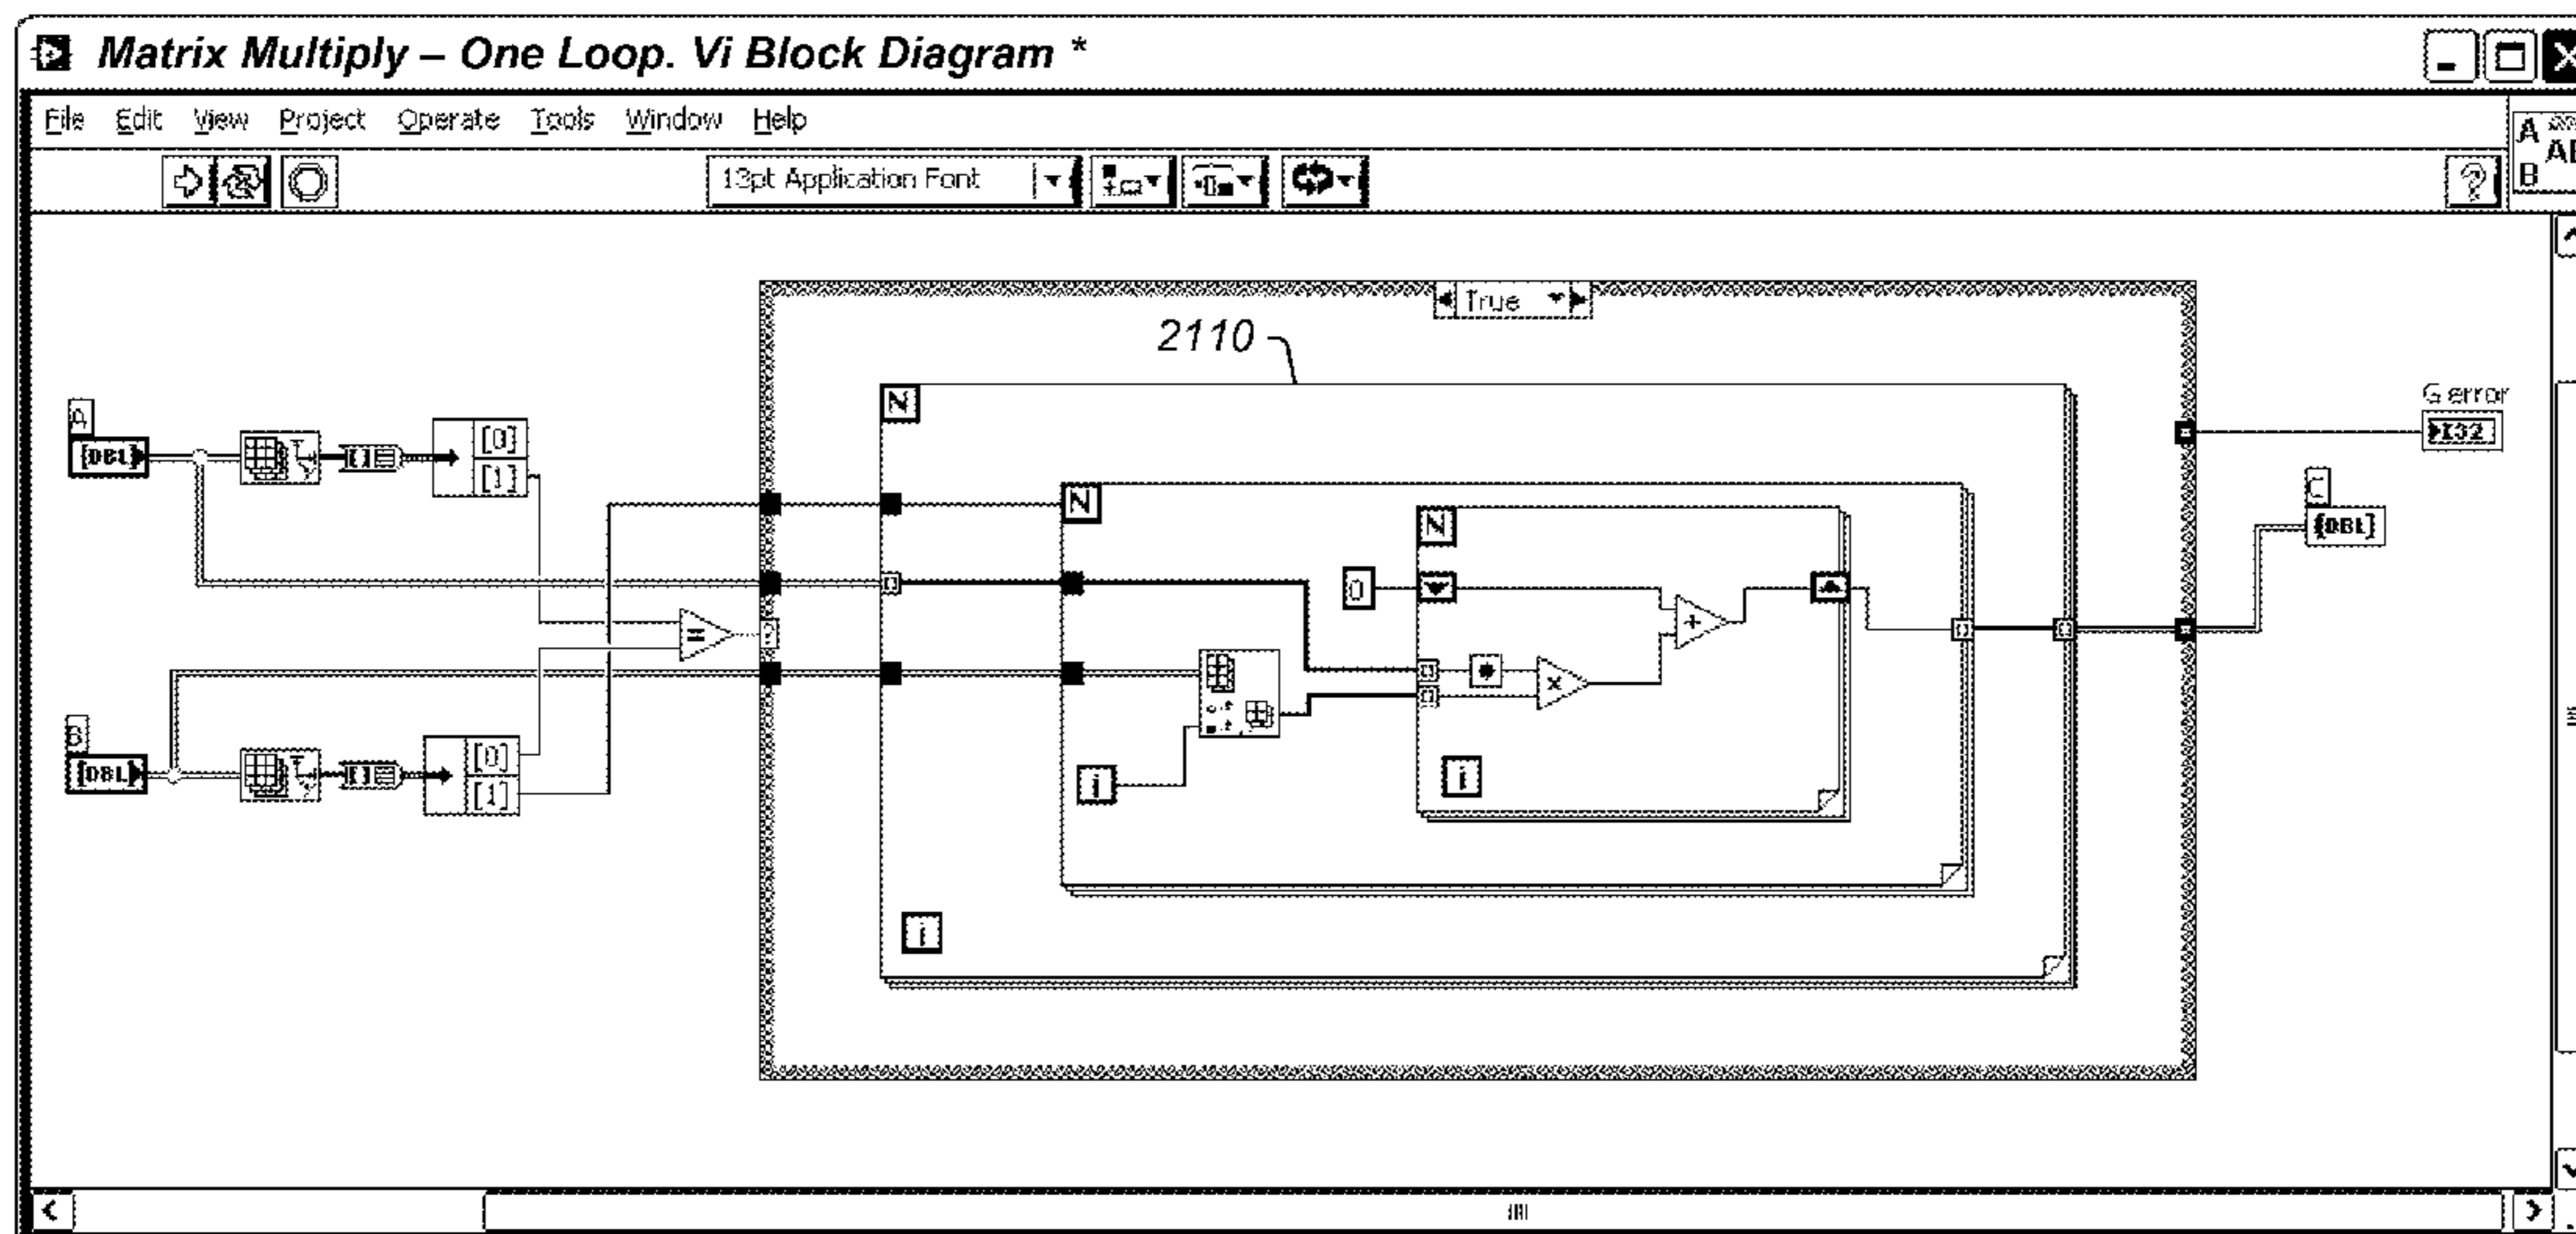 Matrix Multiply – One Loop. Vi Block Diagram *
File Edit View Project Operate Tools Window Help
13pt Application Font
?
A
B
True
2110
N
G error
I32
A
[DBL]
[0]
[1]
N
N
C
[DBL]
0
+
=
?
x
B
[DBL]
[0]
[1]
i
i
i